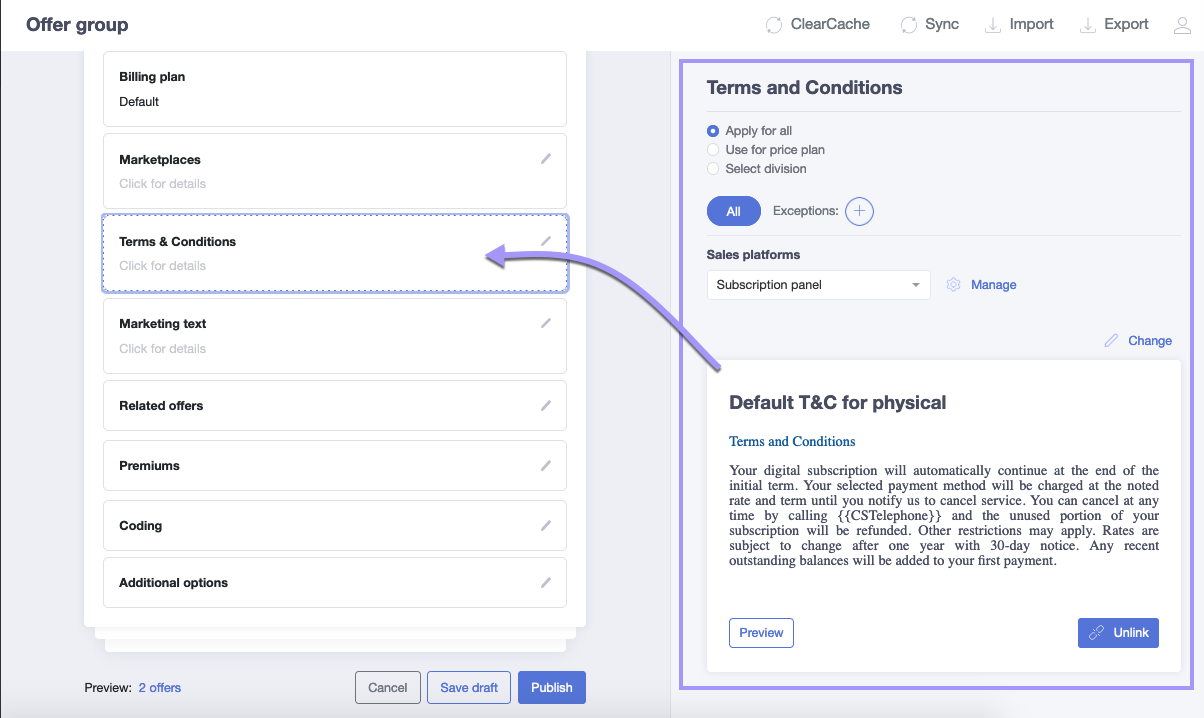 Offer group
ClearCache
Sync
Import
Export
Billing plan
Default
Marketplaces
Click for details
Terms & Conditions
Click for details
Marketing text
Click for details
Related offers
Premiums
Coding
Additional options
Preview: 2 offers
Cancel
Save draft
Publish
Terms and Conditions
Apply for all
Use for price plan
Select division
All
Exceptions:
Sales platforms
Subscription panel
Manage
Change
Default T&C for physical
Terms and Conditions
Your digital subscription will automatically continue at the end of the
initial term. Your selected payment method will be charged at the noted
rate and term until you notify us to cancel service. You can cancel at any
time by calling {{CSTelephone}} and the unused portion of your
subscription will be refunded. Other restrictions may apply. Rates are
subject to change after one year with 30-day notice. Any recent
outstanding balances will be added to your first payment.
Preview
Unlink